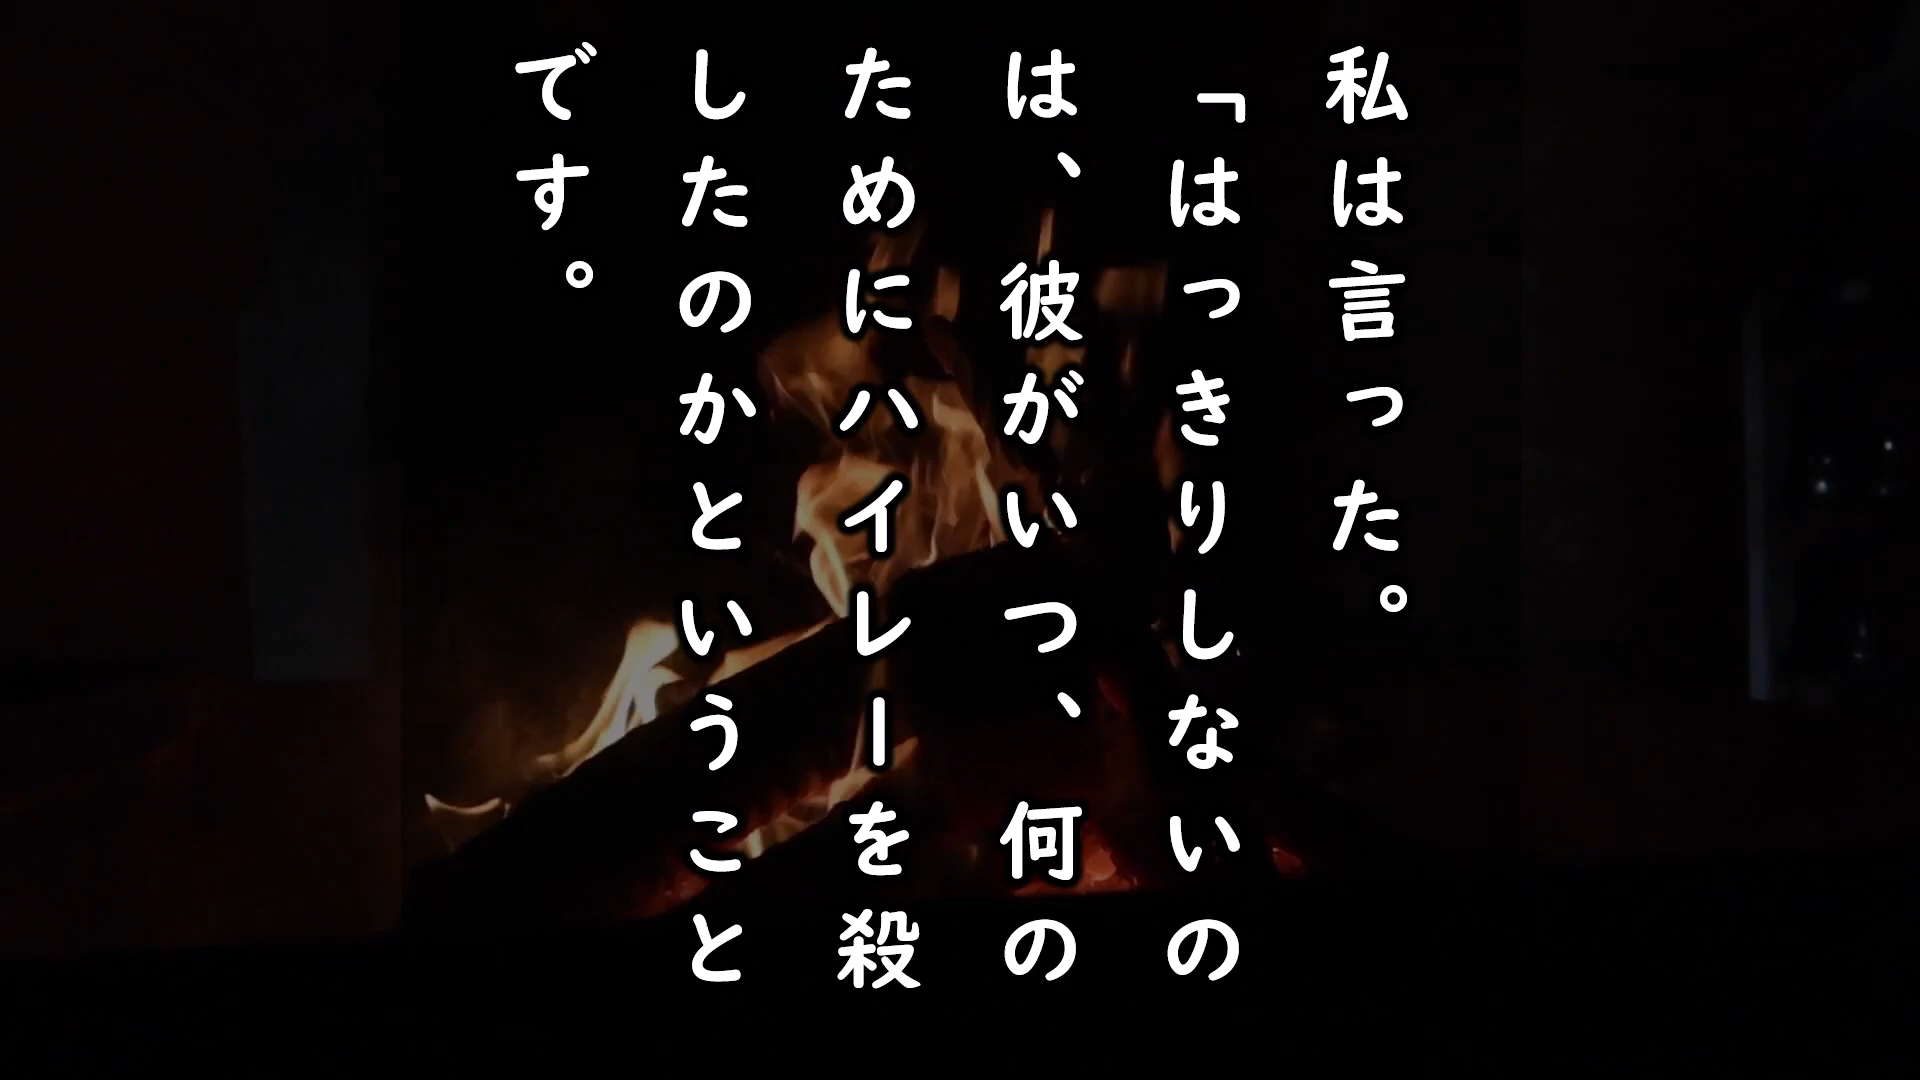 私は言った。
「はっきりしないの
は、彼がいつ、何の
ためにハイレーを殺
したのかということ
です。